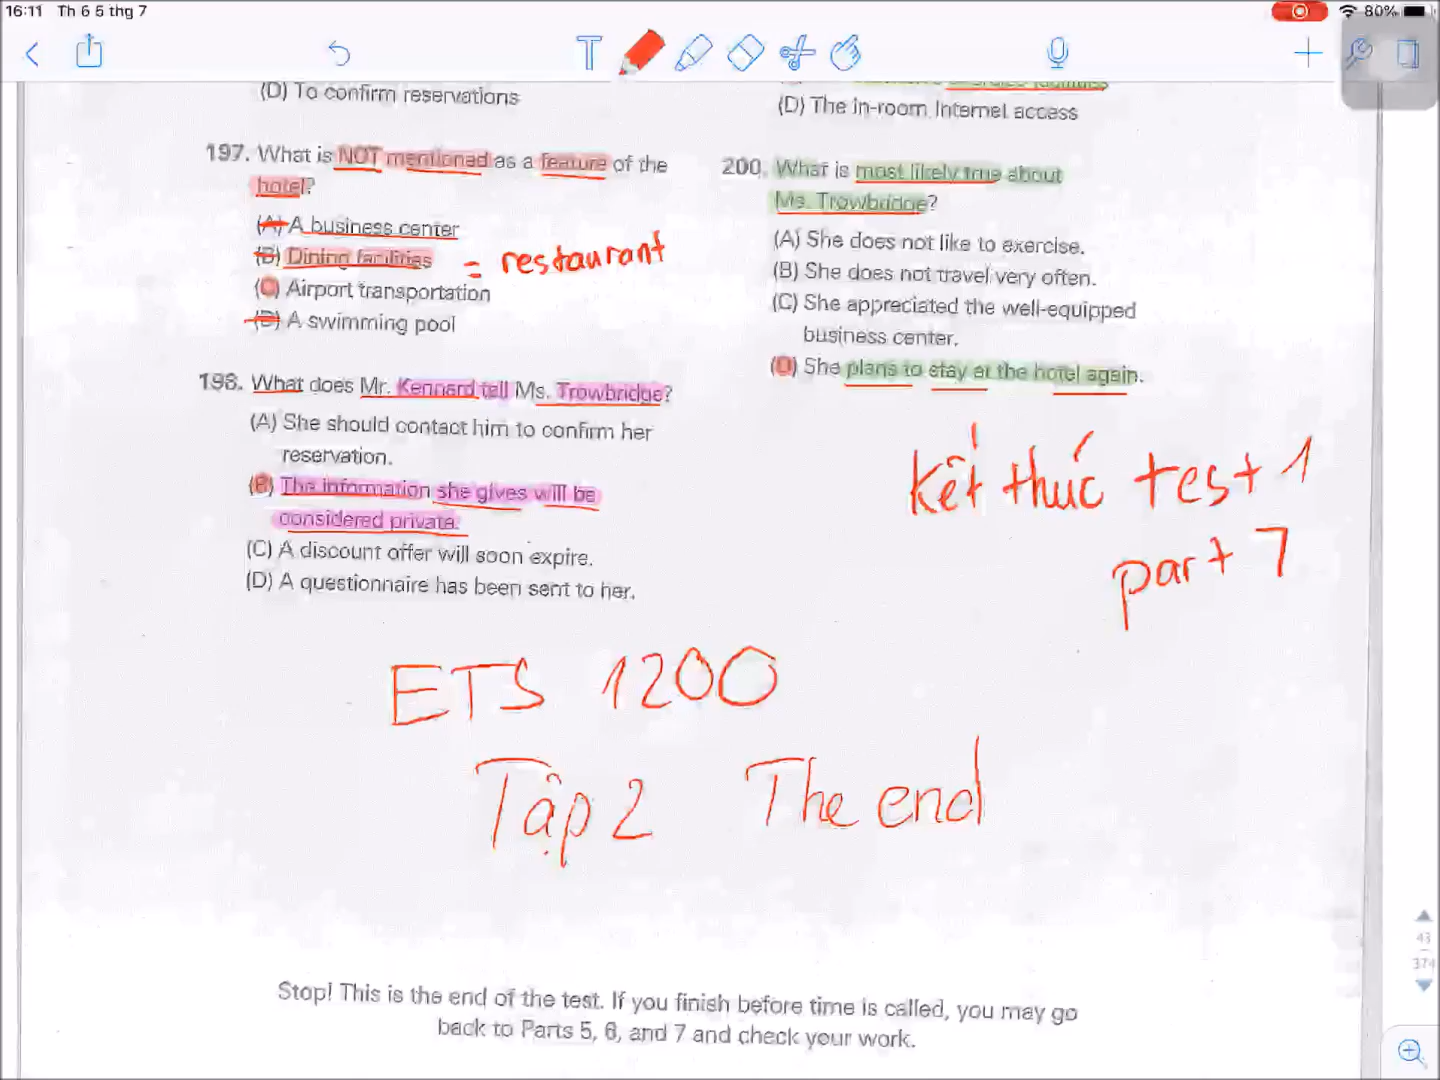 16:11 Th 6 5 thg 7
80%
(D) To confirm reservations
197. What is NOT mentioned as a feature of the
hotel?
(A) A business center
(B) Dining facilities = restaurant
(C) Airport transportation
(D) A swimming pool
198. What does Mr. Kennard tell Ms. Trowbridge?
(A) She should contact him to confirm her
reservation.
(B) The information she gives will be
considered private.
(C) A discount offer will soon expire.
(D) A questionnaire has been sent to her.
(D) The in-room Internet access
200. What is most likely true about
Ms. Trowbridge?
(A) She does not like to exercise.
(B) She does not travel very often.
(C) She appreciated the well-equipped
business center.
(D) She plans to stay at the hotel again.
kết thúc test 1
part 7
ETS 1200
Tập 2 The end
43
374
Stop! This is the end of the test. If you finish before time is called, you may go
back to Parts 5, 6, and 7 and check your work.